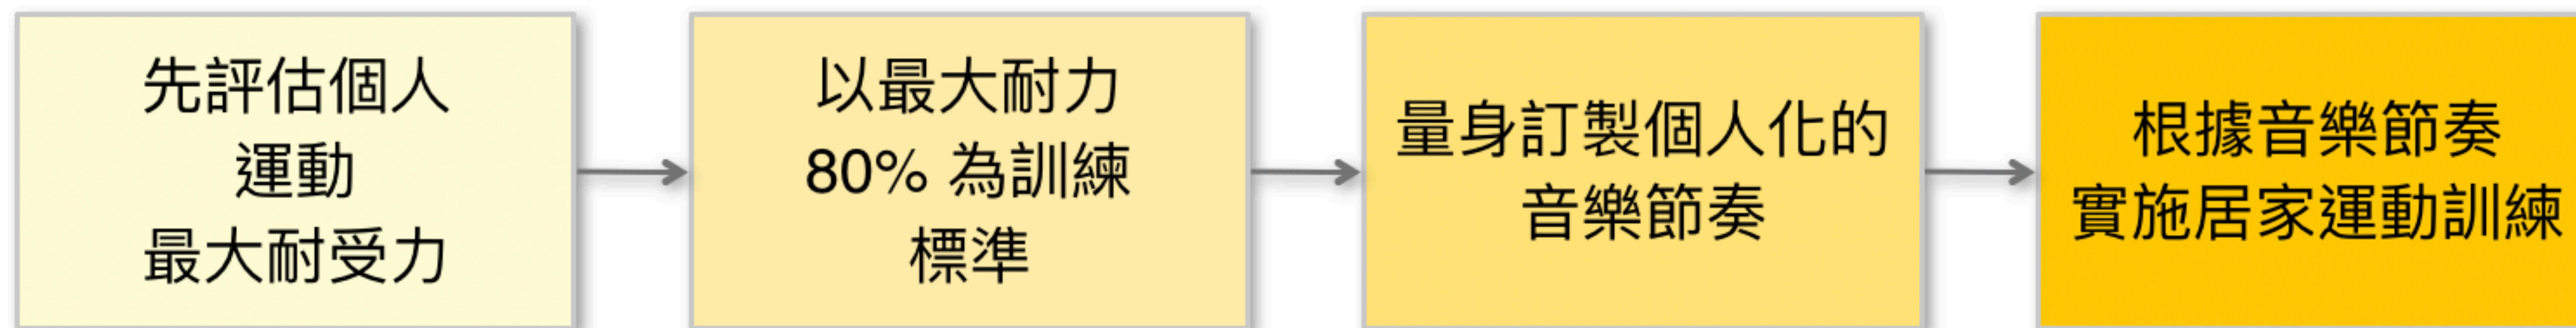 先評估個人
運動
最大耐受力
以最大耐力
80% 為訓練
標準
量身訂製個人化的
音樂節奏
根據音樂節奏
實施居家運動訓練